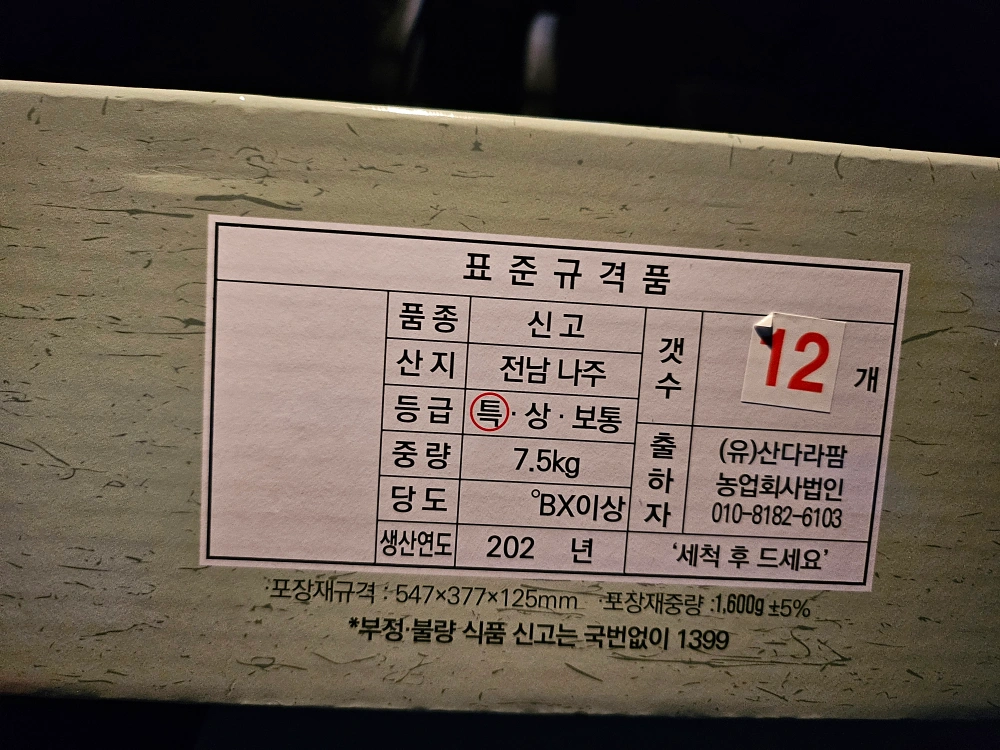 표준규격품
품종 신고
산지 전남 나주
등급 특·상·보통
중량 7.5kg
당도 °BX이상
생산연도 202 년
갯수 12 개
출하자 (유)산다라팜
농업회사법인
010-8182-6103
'세척 후 드세요'
·포장재규격 : 547×377×125mm ·포장재중량 :1,600g ±5%
*부정·불량 식품 신고는 국번없이 1399